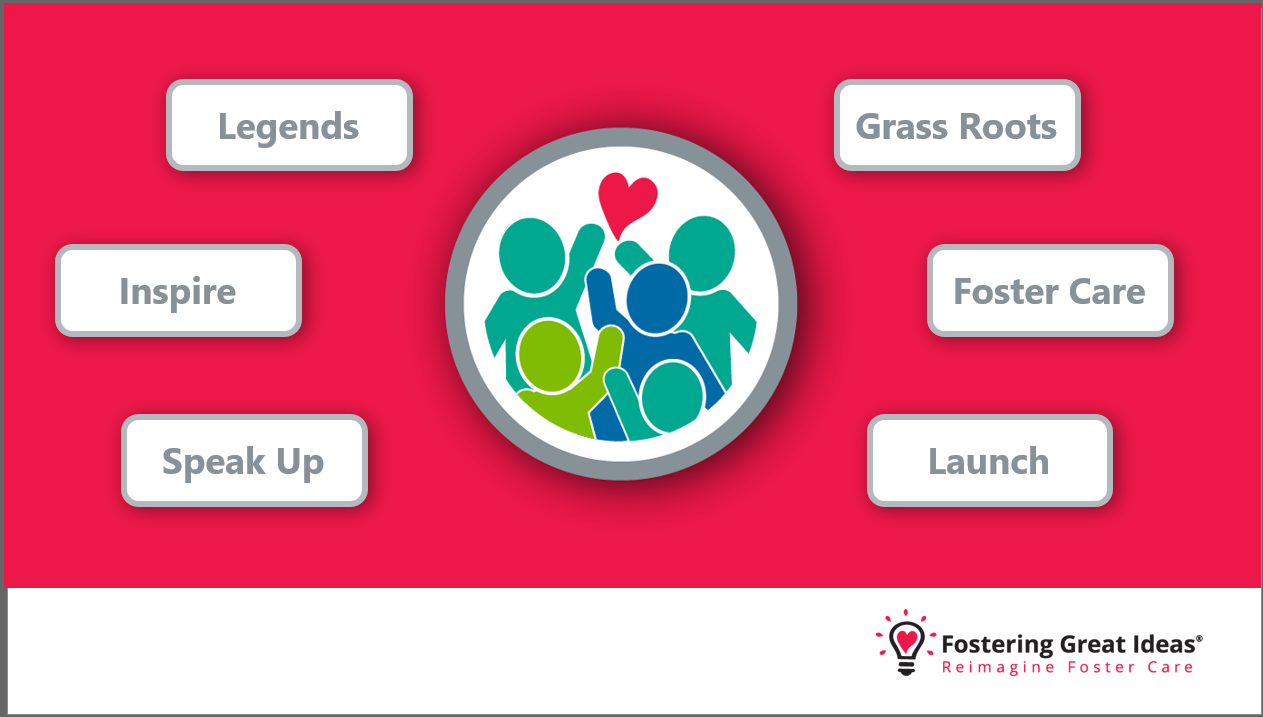 Legends
Grass Roots
Inspire
Foster Care
Speak Up
Launch
Fostering Great Ideas®
Reimagine Foster Care